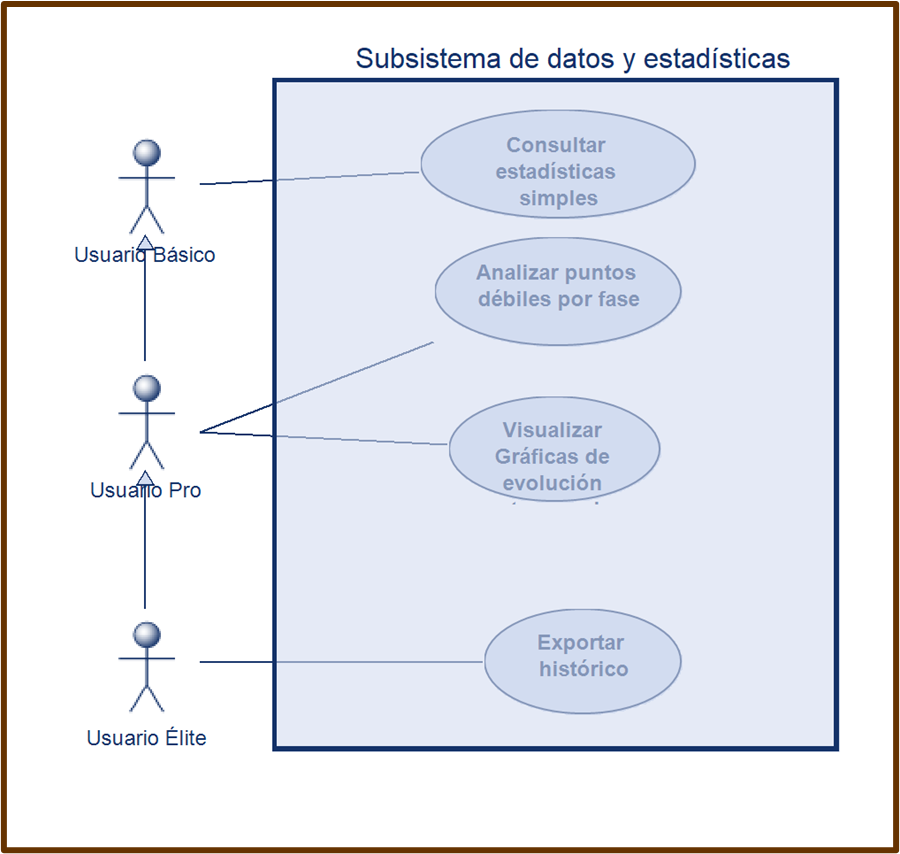 Subsistema de datos y estadísticas
Consultar
estadísticas
simples
Usuario Básico
Analizar puntos
débiles por fase
Visualizar
Gráficas de
evolución
Usuario Pro
Exportar
histórico
Usuario Élite